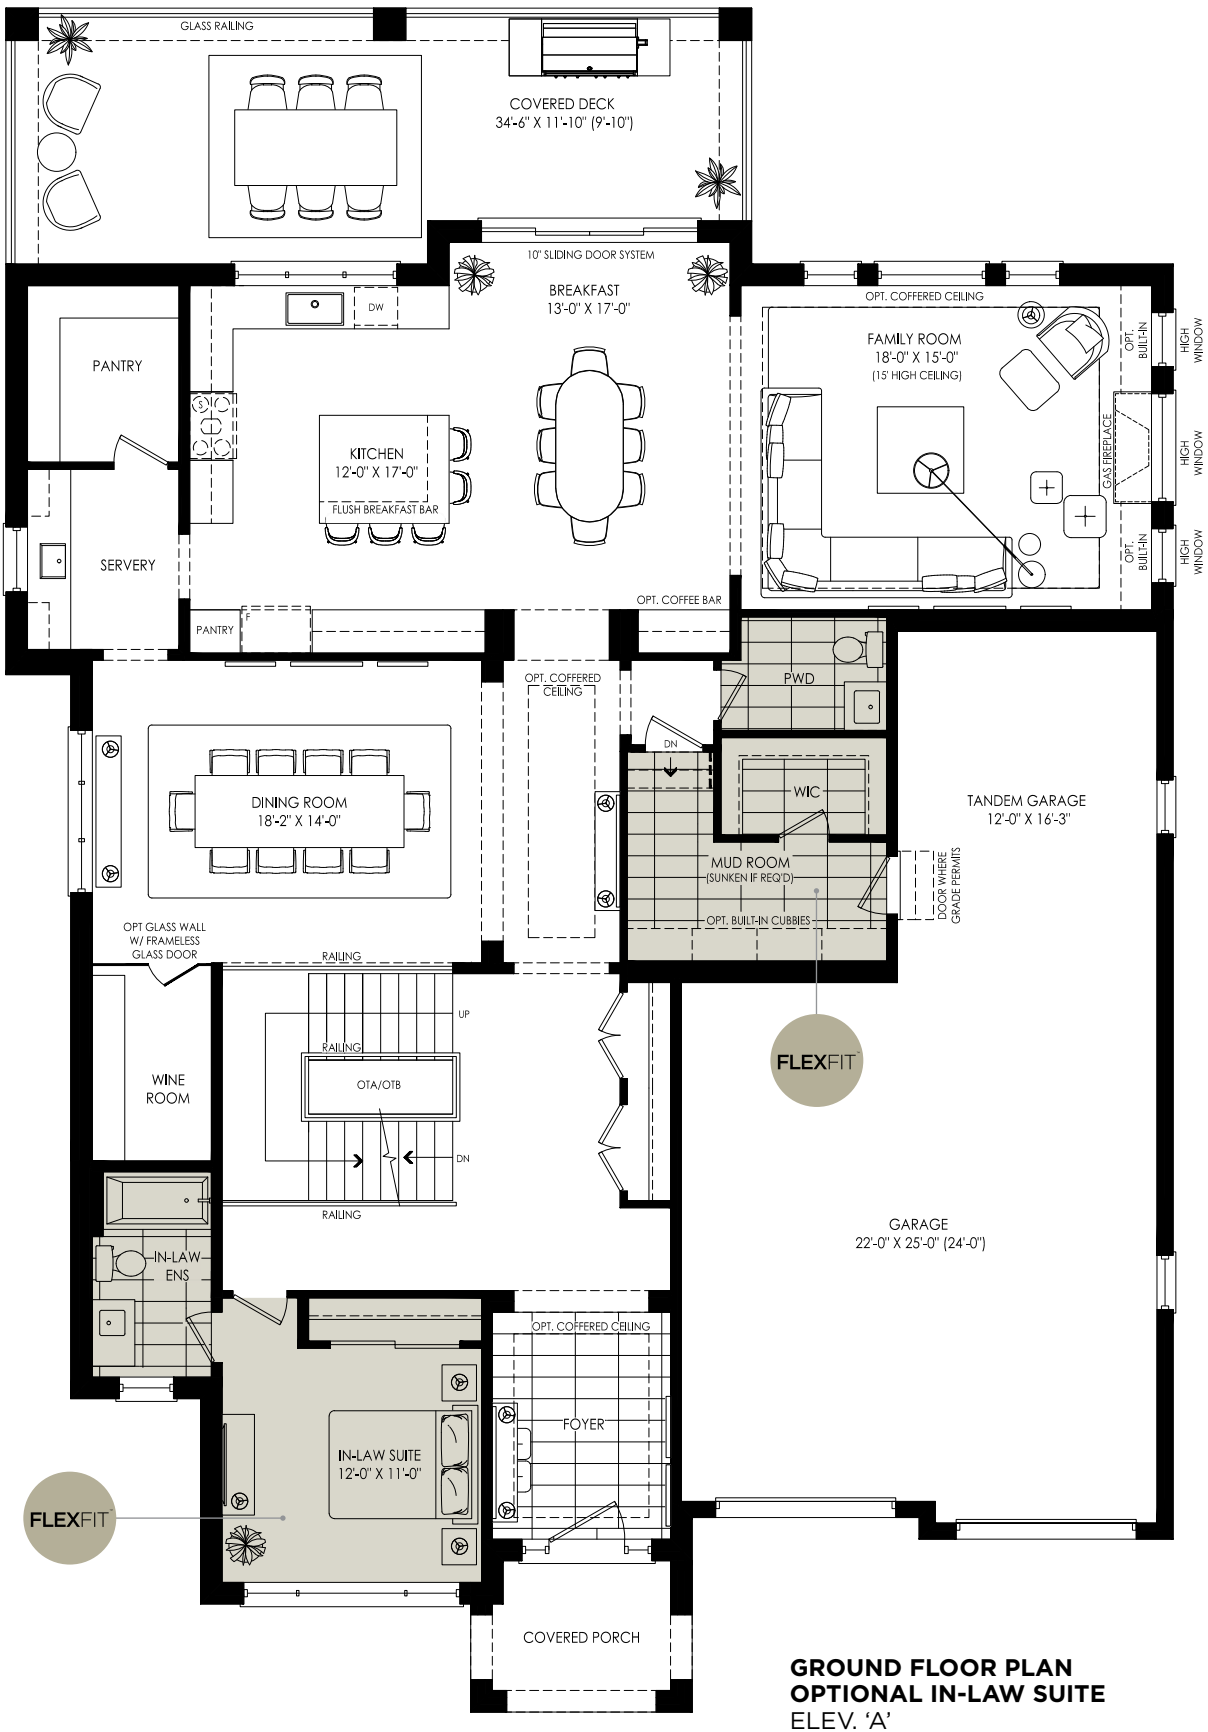 GLASS RAILING
COVERED DECK
34'-6" X 11'-10" (9'-10")
10" SLIDING DOOR SYSTEM
BREAKFAST
13'-0" X 17'-0"
DW
OPT. COFFERED CEILING
FAMILY ROOM
18'-0" X 15'-0"
(15' HIGH CEILING)
OPT.
BUILT-IN
HIGH
WINDOW
PANTRY
S
KITCHEN
12'-0" X 17'-0"
FLUSH BREAKFAST BAR
GAS FIREPLACE
HIGH
WINDOW
SERVERY
OPT.
BUILT-IN
HIGH
WINDOW
OPT. COFFEE BAR
PANTRY
F
OPT. COFFERED
CEILING
PWD
DN
WIC
DINING ROOM
18'-2" X 14'-0"
TANDEM GARAGE
12'-0" X 16'-3"
MUD ROOM
(SUNKEN IF REQ'D)
DOOR WHERE
GRADE PERMITS
OPT. BUILT-IN CUBBIES
OPT GLASS WALL
W/ FRAMELESS
GLASS DOOR
RAILING
UP
RAILING
FLEXFIT
WINE
ROOM
OTA/OTB
DN
RAILING
GARAGE
22'-0" X 25'-0" (24'-0")
IN-LAW
ENS
OPT. COFFERED CEILING
FOYER
IN-LAW SUITE
12'-0" X 11'-0"
FLEXFIT
COVERED PORCH
GROUND FLOOR PLAN
OPTIONAL IN-LAW SUITE
ELEV. ‘A’